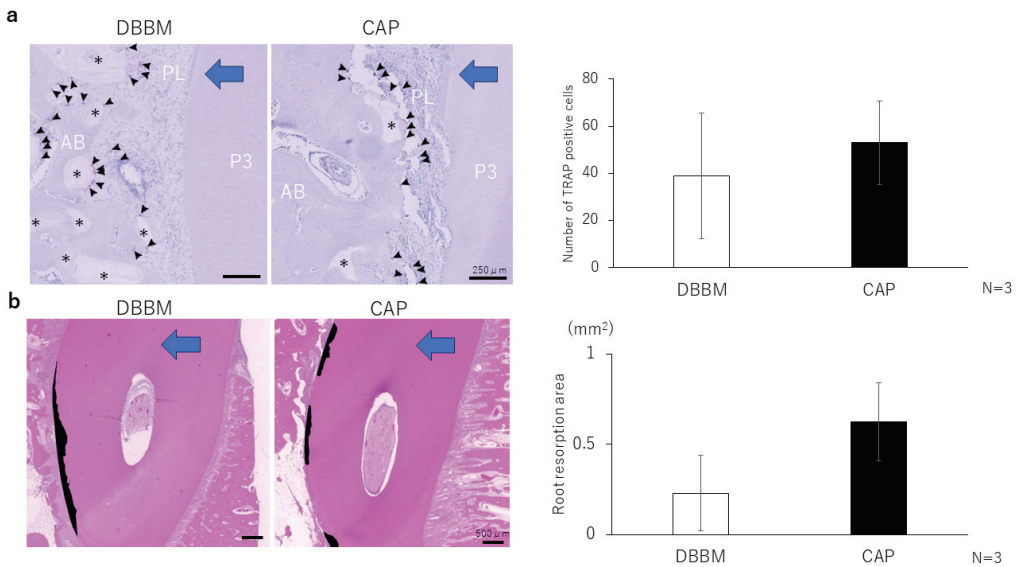 a
DBBM
CAP
PL
AB
P3
*
*
*
*
*
*
*
PL
AB
P3
*
*
250 μm
Number of TRAP positive cells
80
60
40
20
0
DBBM
CAP
N=3
b
DBBM
CAP
500 μm
(mm²)
Root resorption area
1
0.5
0
DBBM
CAP
N=3